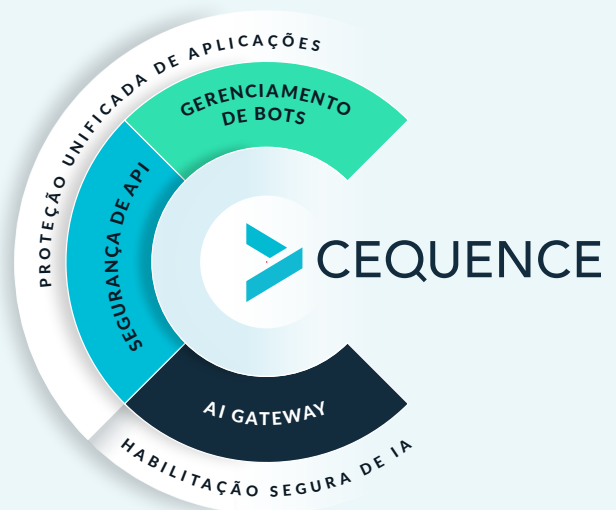 PROTEÇÃO UNIFICADA DE APLICAÇÕES
GERENCIAMENTO
DE BOTS
SEGURANÇA DE API
CEQUENCE
AI GATEWAY
HABILITAÇÃO SEGURA DE IA